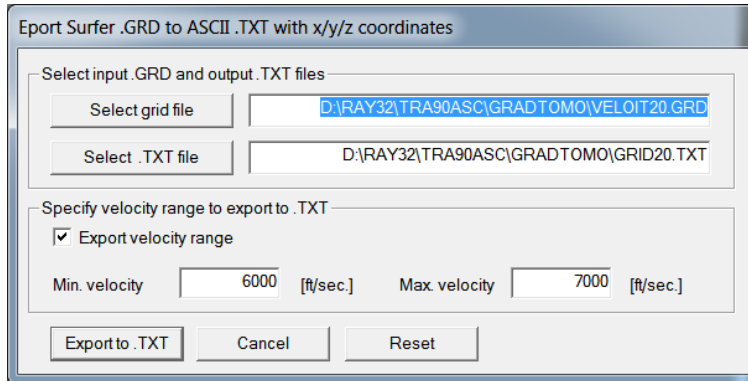 Eport Surfer .GRD to ASCII .TXT with x/y/z coordinates
Select input .GRD and output .TXT files
Select grid file D:\RAY32\TRA90ASC\GRADTOMO\VELOIT20.GRD
Select .TXT file D:\RAY32\TRA90ASC\GRADTOMO\GRID20.TXT
Specify velocity range to export to .TXT
Export velocity range
Min. velocity 6000 [ft/sec.] Max. velocity 7000 [ft/sec.]
Export to .TXT Cancel Reset